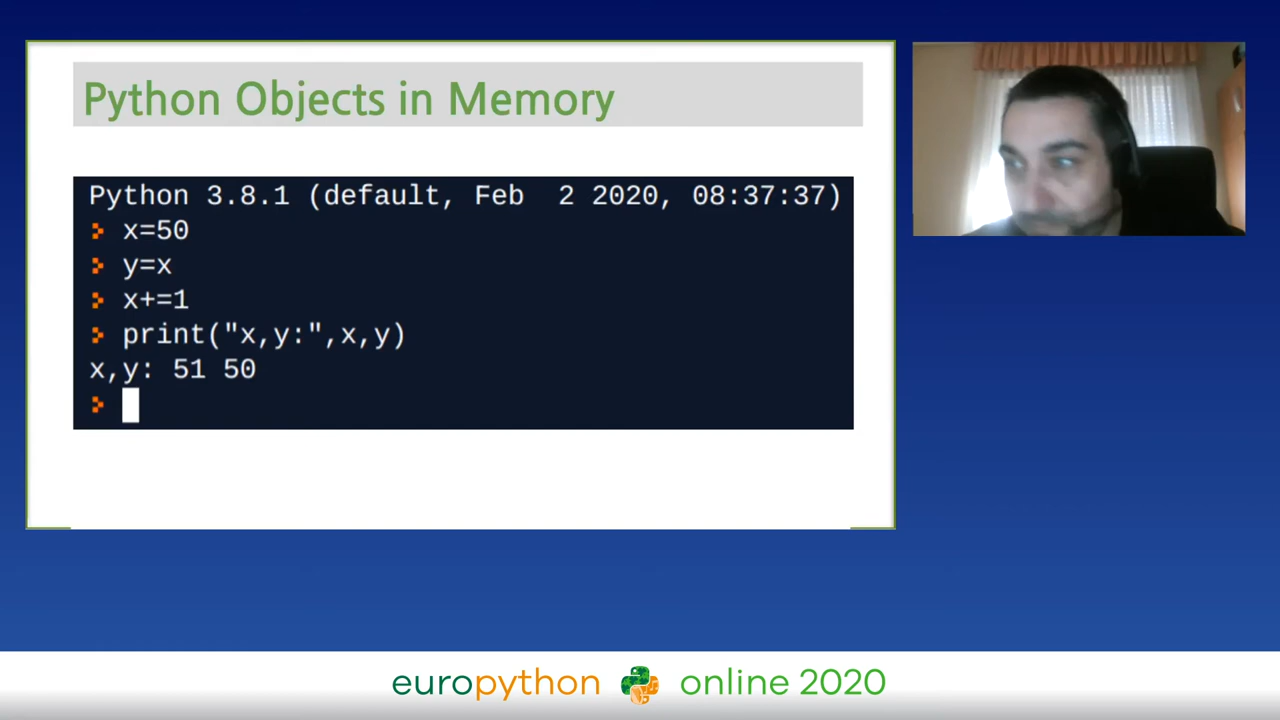 Python Objects in Memory
Python 3.8.1 (default, Feb  2 2020, 08:37:37)
x=50
y=x
x+=1
print("x,y:",x,y)
x,y: 51 50
europython online 2020